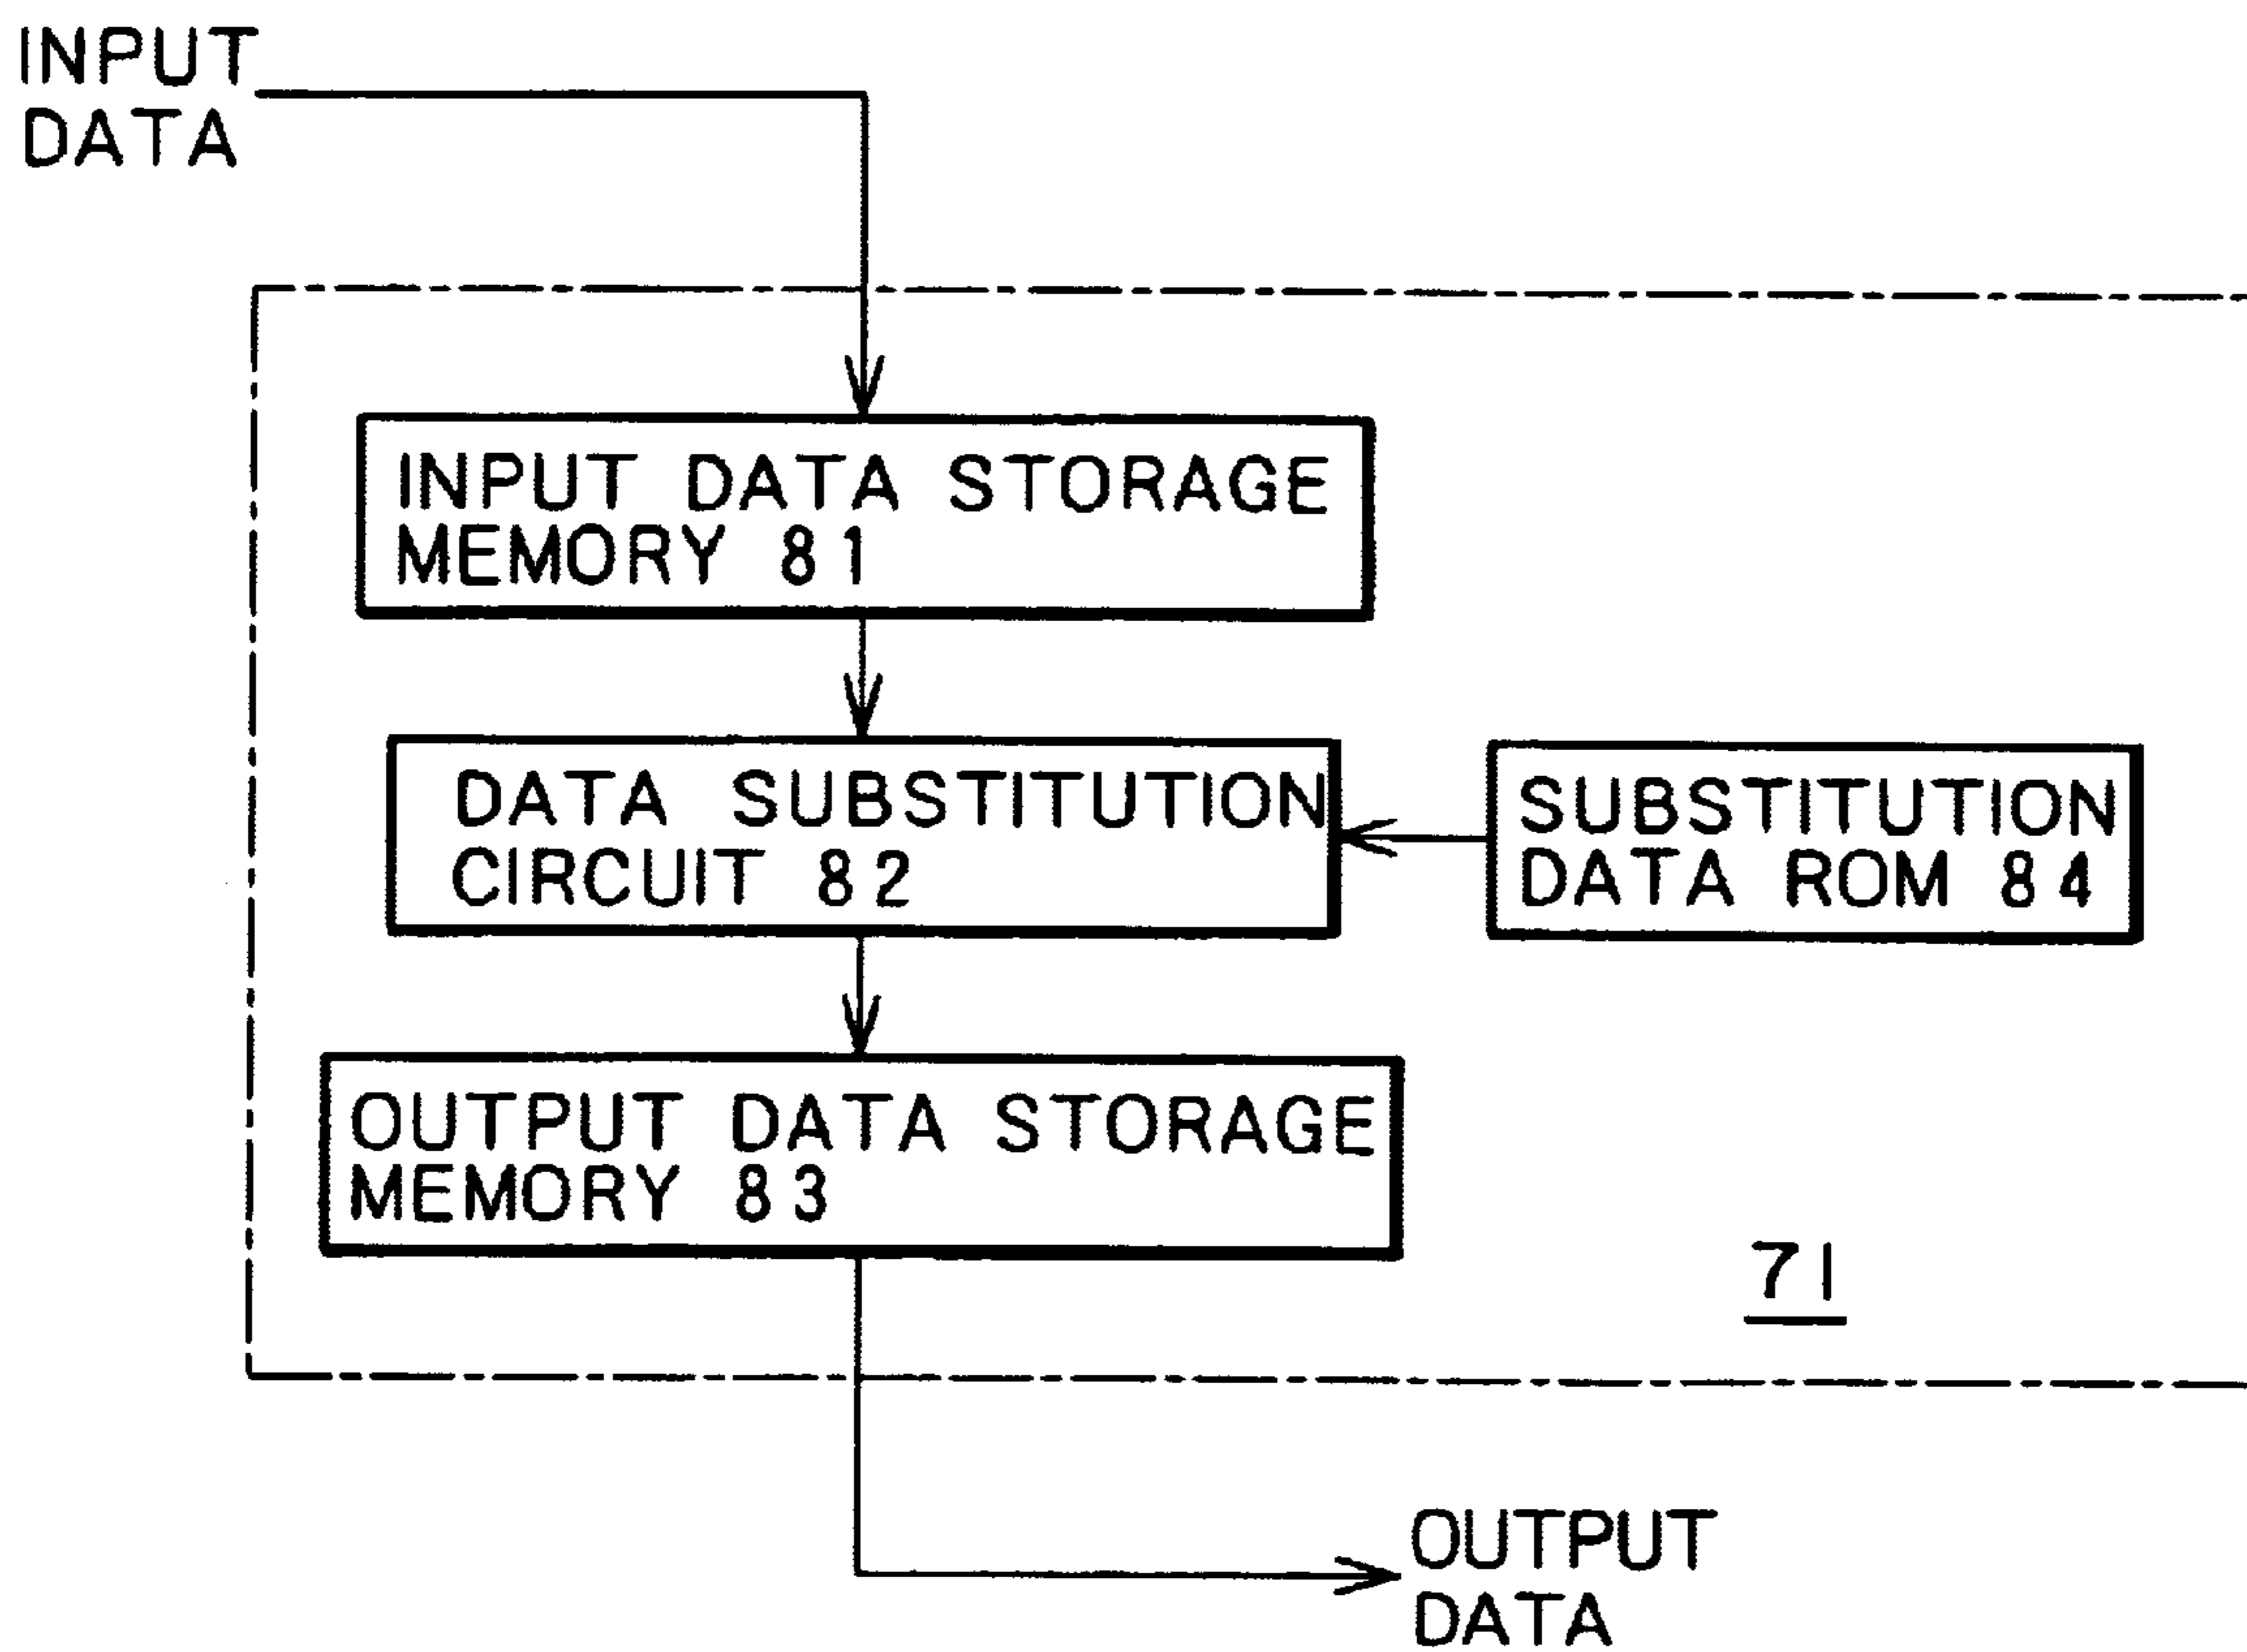 INPUT
DATA
INPUT DATA STORAGE
MEMORY 81
DATA SUBSTITUTION
CIRCUIT 82
SUBSTITUTION
DATA ROM 84
OUTPUT DATA STORAGE
MEMORY 83
71
OUTPUT
DATA